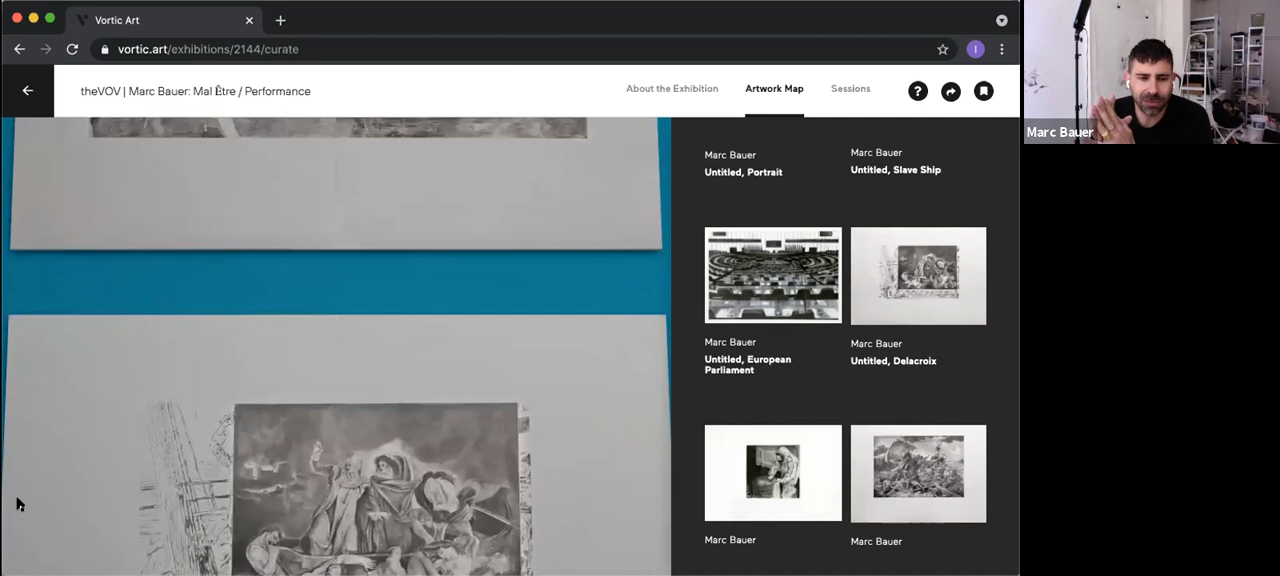 Vortic Art
vortic.art/exhibitions/2144/curate
I
theVOV | Marc Bauer: Mal Être / Performance
About the Exhibition
Artwork Map
Sessions
?
Marc Bauer
Untitled, Portrait
Marc Bauer
Untitled, Slave Ship
Marc Bauer
Untitled, European
Parliament
Marc Bauer
Untitled, Delacroix
Marc Bauer
Marc Bauer
Marc Bauer